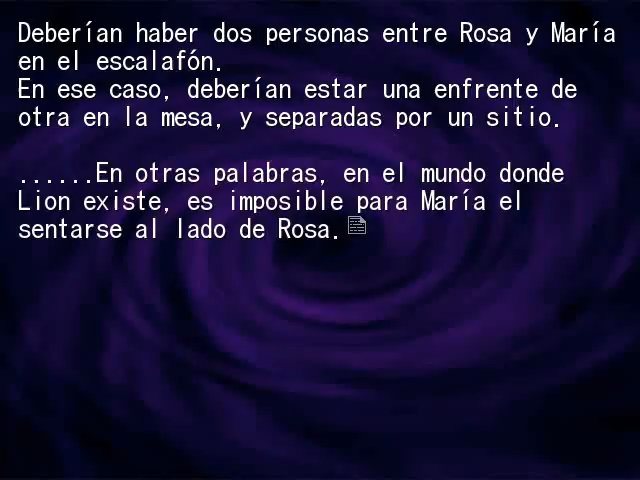 Deberían haber dos personas entre Rosa y María
en el escalafón.
En ese caso, deberían estar una enfrente de
otra en la mesa, y separadas por un sitio.
......En otras palabras, en el mundo donde
Lion existe, es imposible para María el
sentarse al lado de Rosa.